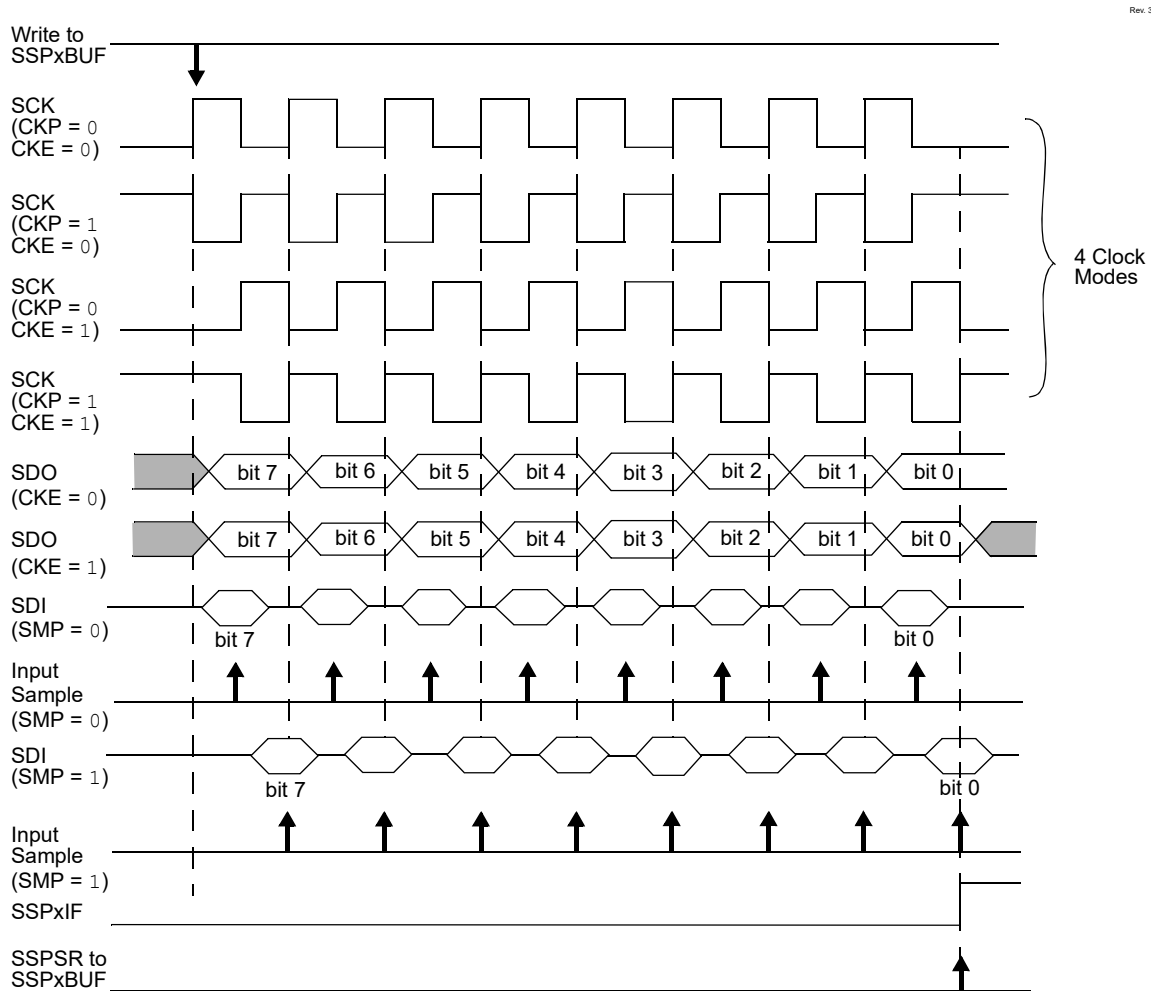 Rev. 3
Write to
SSPxBUF
SCK
(CKP = 0
CKE = 0)
SCK
(CKP = 1
CKE = 0)
SCK
(CKP = 0
CKE = 1)
SCK
(CKP = 1
CKE = 1)
4 Clock
Modes
SDO
(CKE = 0)
bit 7 bit 6 bit 5 bit 4 bit 3 bit 2 bit 1 bit 0
SDO
(CKE = 1)
bit 7 bit 6 bit 5 bit 4 bit 3 bit 2 bit 1 bit 0
SDI
(SMP = 0)
bit 7 bit 0
Input
Sample
(SMP = 0)
SDI
(SMP = 1)
bit 7 bit 0
Input
Sample
(SMP = 1)
SSPxIF
SSPSR to
SSPxBUF